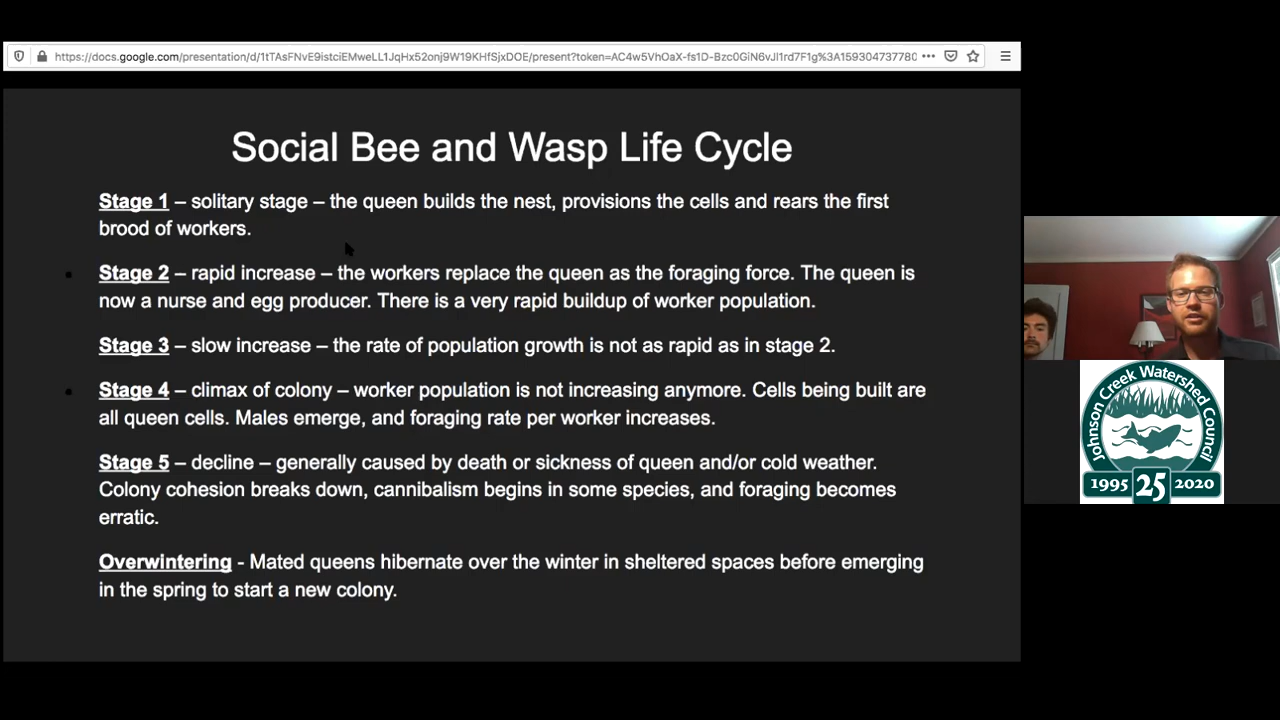 https://docs.google.com/presentation/d/1tTAsFNvE9istciEMweLL1JqHx52onj9W19KHfSjxDOE/present?token=AC4w5VhOaX-fs1D-Bzc0GiN6vJl1rd7F1g%3A159304737780
Social Bee and Wasp Life Cycle
Stage 1 – solitary stage – the queen builds the nest, provisions the cells and rears the first
brood of workers.
Stage 2 – rapid increase – the workers replace the queen as the foraging force. The queen is
now a nurse and egg producer. There is a very rapid buildup of worker population.
Stage 3 – slow increase – the rate of population growth is not as rapid as in stage 2.
Stage 4 – climax of colony – worker population is not increasing anymore. Cells being built are
all queen cells. Males emerge, and foraging rate per worker increases.
Stage 5 – decline – generally caused by death or sickness of queen and/or cold weather.
Colony cohesion breaks down, cannibalism begins in some species, and foraging becomes
erratic.
Overwintering - Mated queens hibernate over the winter in sheltered spaces before emerging
in the spring to start a new colony.
Johnson Creek Watershed Council
1995 25 2020